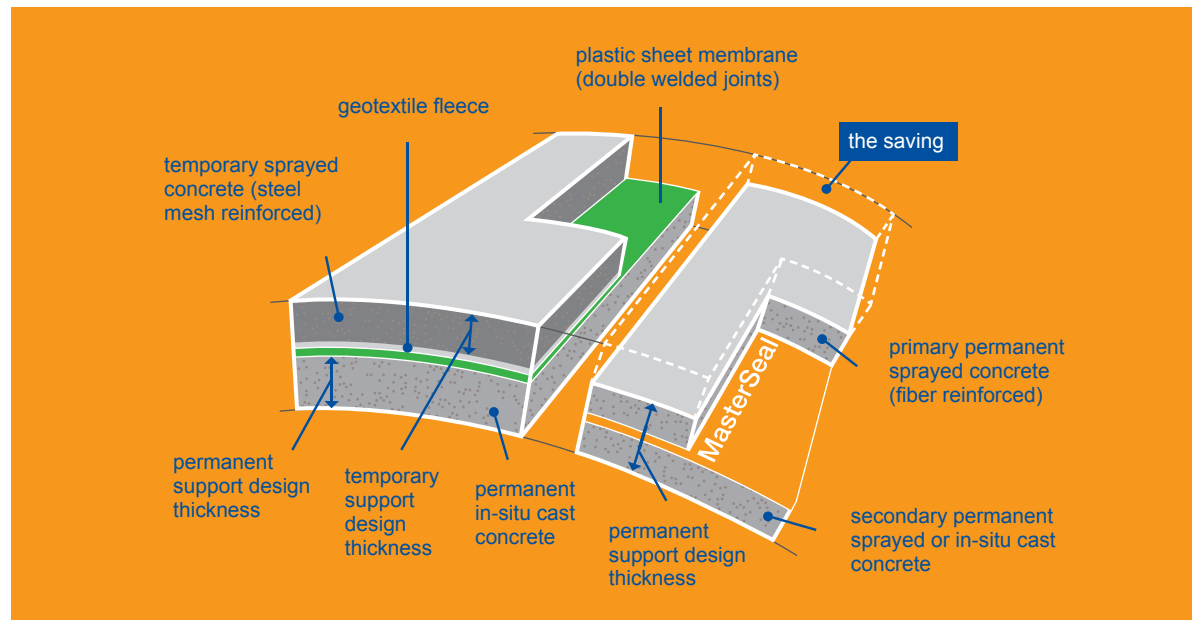 plastic sheet membrane
(double welded joints)
geotextile fleece
the saving
temporary sprayed
concrete (steel
mesh reinforced)
primary permanent
sprayed concrete
(fiber reinforced)
MasterSeal
permanent
support design
thickness
temporary
support
design
thickness
permanent
in-situ cast
concrete
permanent
support design
thickness
secondary permanent
sprayed or in-situ cast
concrete